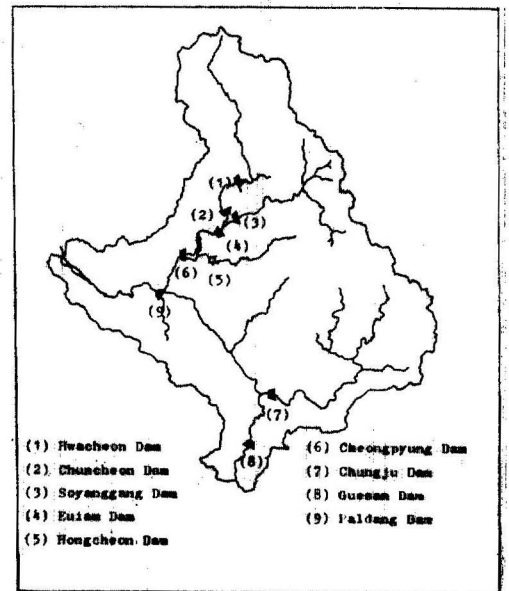 (1)
(2)
(3)
(4)
(6)
(5)
(9)
(7)
(8)
(1) Hwacheon Dam
(2) Chuncheon Dam
(3) Soyanggang Dam
(4) Euiam Dam
(5) Hongcheon Dam
(6) Cheongpyung Dam
(7) Chungju Dam
(8) Guesan Dam
(9) Paldang Dam